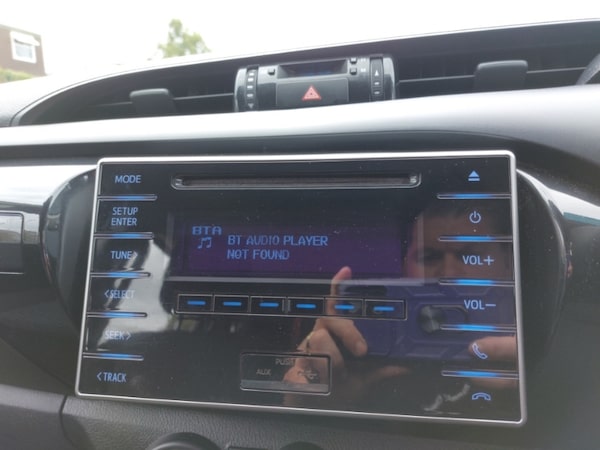 MODE
SETUP
ENTER
TUNE>
<SELECT
SEEK>
<TRACK
BTA
BT AUDIO PLAYER
NOT FOUND
VOL+
VOL−
PUSH
AUX